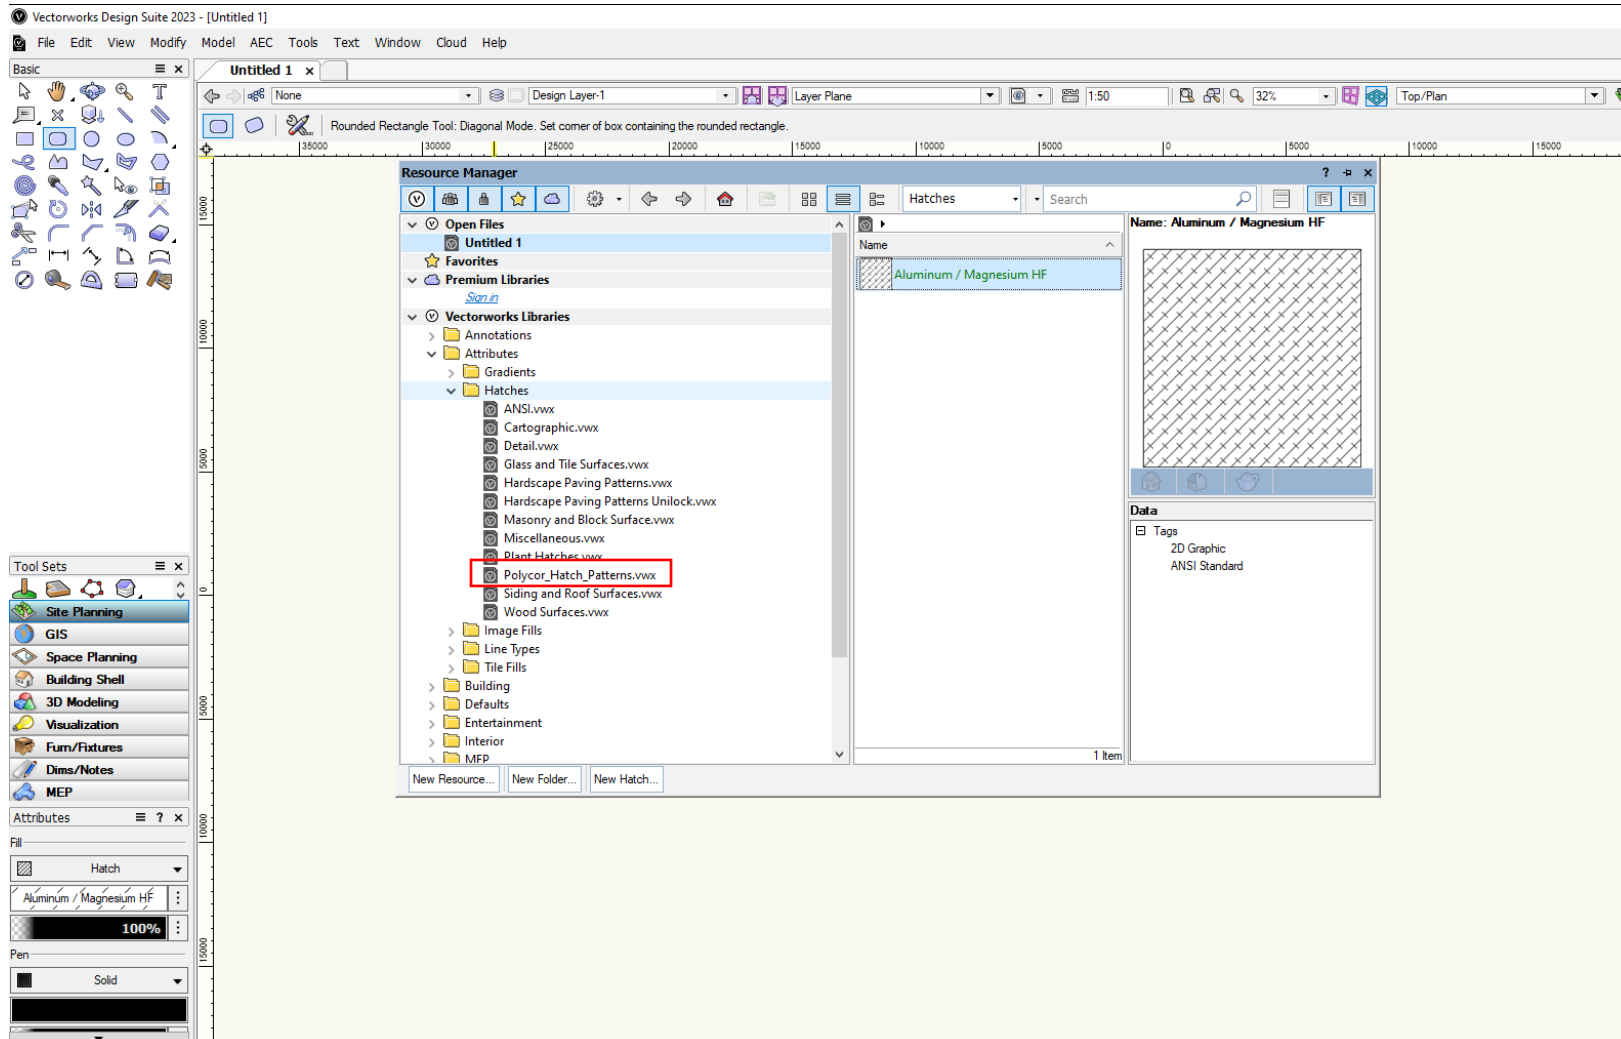 Vectorworks Design Suite 2023 - [Untitled 1]
File Edit View Modify Model AEC Tools Text Window Cloud Help
Basic
Untitled 1 x
None
Design Layer-1
Layer Plane
1:50
32%
Top/Plan
Rounded Rectangle Tool: Diagonal Mode. Set corner of box containing the rounded rectangle.
35000 30000 25000 20000 15000 10000 5000 0 5000 10000 15000
15000
10000
5000
0
5000
10000
15000
Resource Manager
Hatches
Search
Open Files
Untitled 1
Favorites
Premium Libraries
Sign in
Vectorworks Libraries
Annotations
Attributes
Gradients
Hatches
ANSI.vwx
Cartographic.vwx
Detail.vwx
Glass and Tile Surfaces.vwx
Hardscape Paving Patterns.vwx
Hardscape Paving Patterns Unilock.vwx
Masonry and Block Surface.vwx
Miscellaneous.vwx
Plant Hatches.vwx
Polycor_Hatch_Patterns.vwx
Siding and Roof Surfaces.vwx
Wood Surfaces.vwx
Image Fills
Line Types
Tile Fills
Building
Defaults
Entertainment
Interior
MEP
New Resource...
New Folder...
New Hatch...
Name
Aluminum / Magnesium HF
1 Item
Name: Aluminum / Magnesium HF
Data
Tags
2D Graphic
ANSI Standard
Tool Sets
Site Planning
GIS
Space Planning
Building Shell
3D Modeling
Visualization
Furn/Fixtures
Dims/Notes
MEP
Attributes
Fill
Hatch
Aluminum / Magnesium HF
100%
Pen
Solid